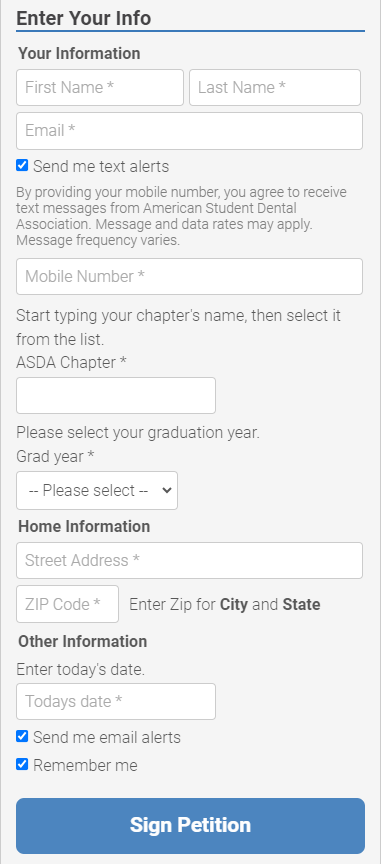 Enter Your Info
Your Information
First Name * Last Name *
Email *
Send me text alerts
By providing your mobile number, you agree to receive
text messages from American Student Dental
Association. Message and data rates may apply.
Message frequency varies.
Mobile Number *
Start typing your chapter's name, then select it
from the list.
ASDA Chapter *
Please select your graduation year.
Grad year *
-- Please select --
Home Information
Street Address *
ZIP Code * Enter Zip for City and State
Other Information
Enter today's date.
Todays date *
Send me email alerts
Remember me
Sign Petition